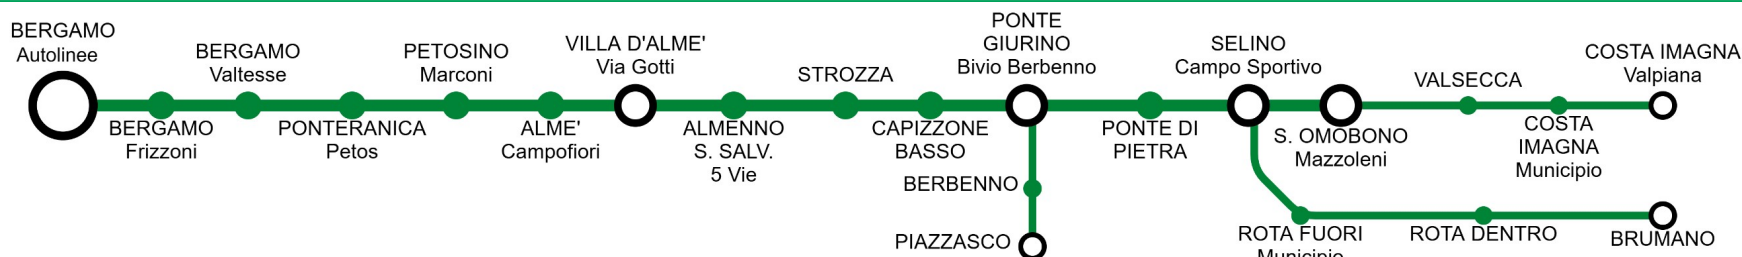 BERGAMO
Autolinee
BERGAMO
Frizzoni
BERGAMO
Valtesse
PONTERANICA
Petos
PETOSINO
Marconi
ALME'
Campofiori
VILLA D'ALME'
Via Gotti
ALMENNO
S. SALV.
5 Vie
STROZZA
CAPIZZONE
BASSO
PONTE
GIURINO
Bivio Berbenno
BERBENNO
PIAZZASCO
PONTE DI
PIETRA
SELINO
Campo Sportivo
S. OMOBONO
Mazzoleni
VALSECCA
COSTA
IMAGNA
Municipio
COSTA IMAGNA
Valpiana
ROTA FUORI
Municipio
ROTA DENTRO
BRUMANO